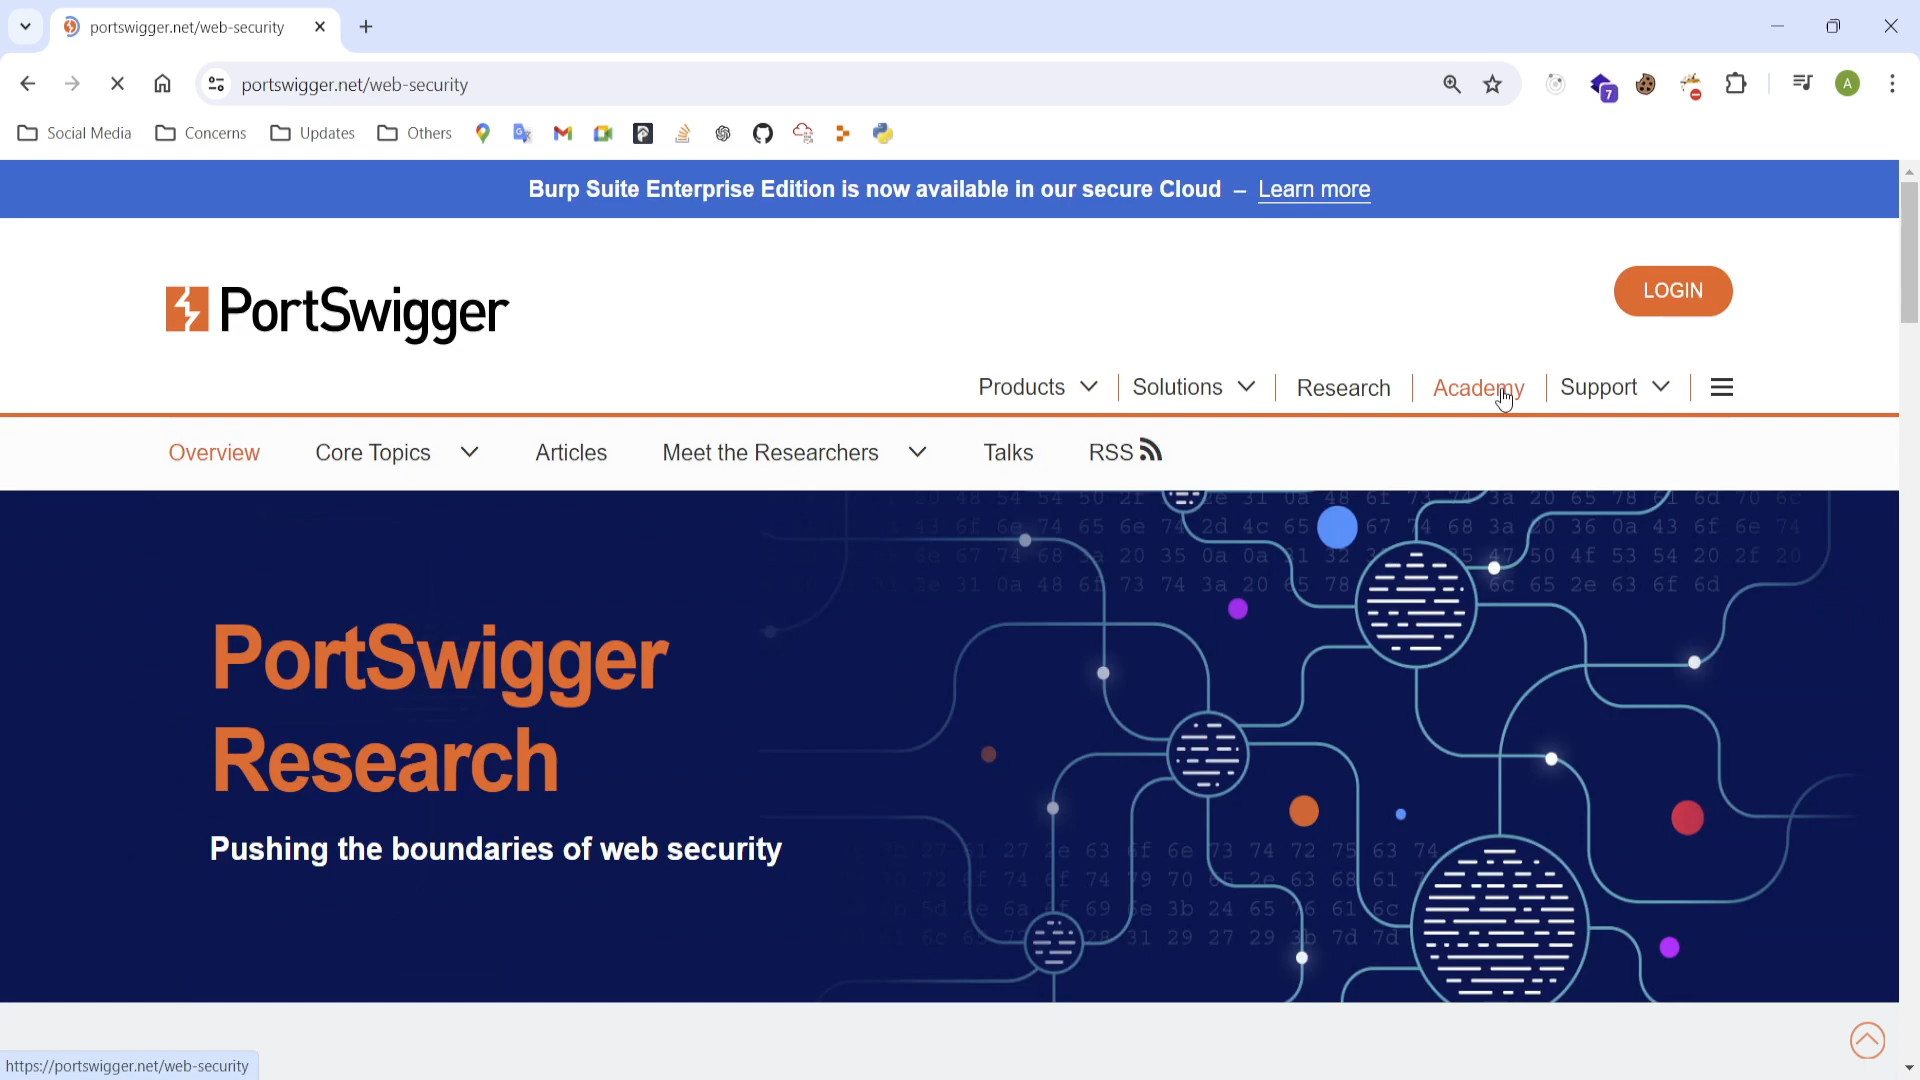 portswigger.net/web-security
portswigger.net/web-security
7
A
Social Media Concerns Updates Others
Burp Suite Enterprise Edition is now available in our secure Cloud – Learn more
PortSwigger
LOGIN
Products Solutions Research Academy Support
Overview Core Topics Articles Meet the Researchers Talks RSS
PortSwigger
Research
Pushing the boundaries of web security
https://portswigger.net/web-security